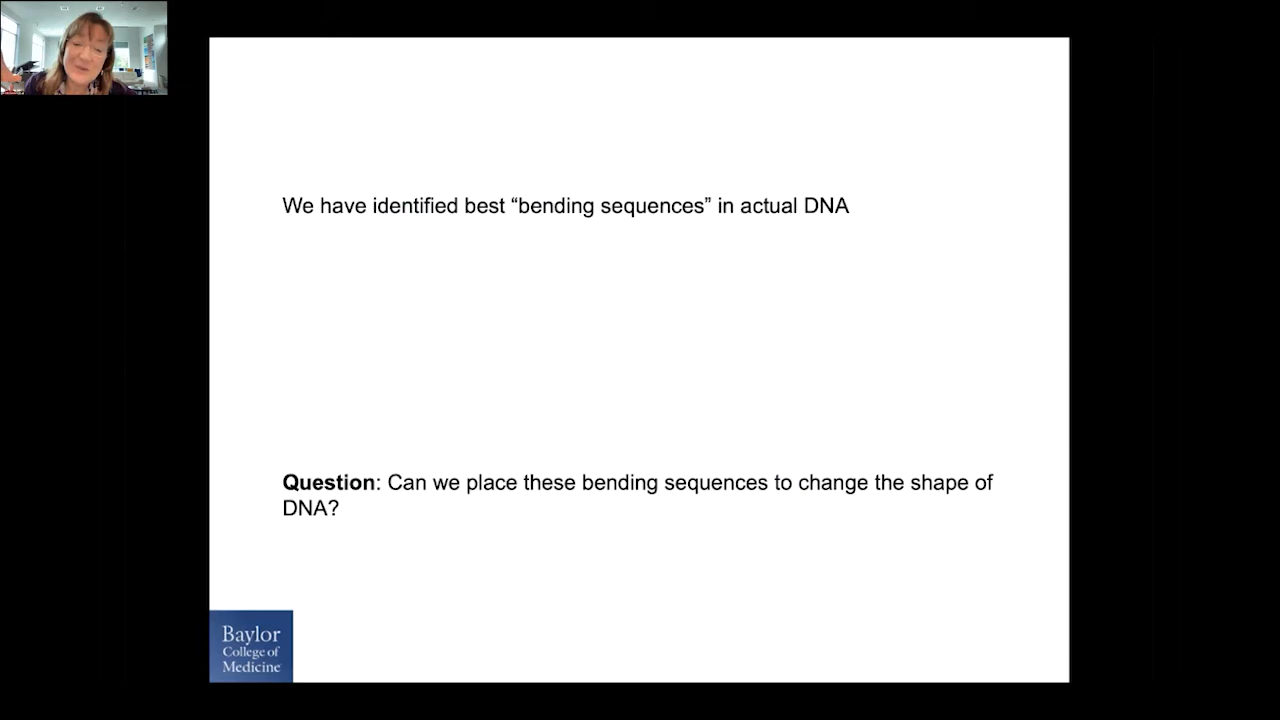 We have identified best “bending sequences” in actual DNA
Question: Can we place these bending sequences to change the shape of
DNA?
Baylor
College of
Medicine